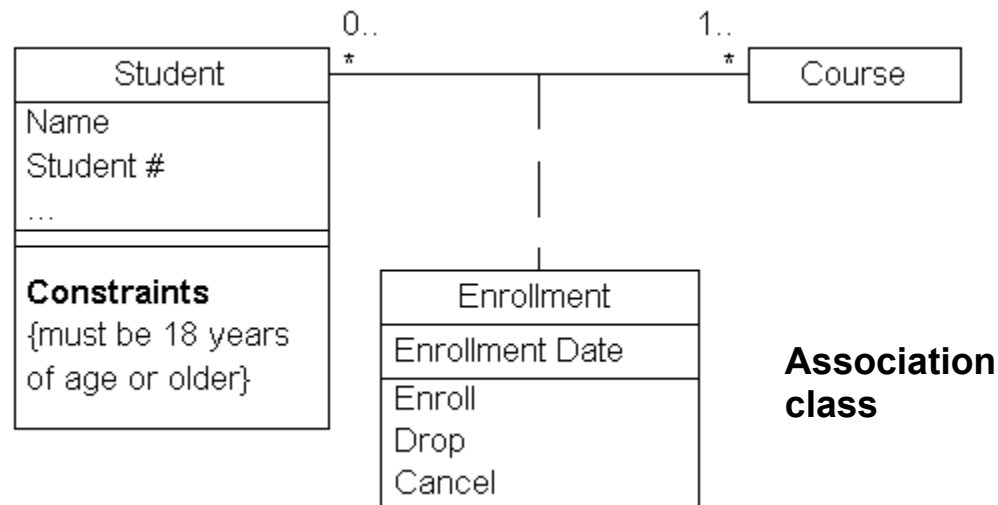 0..
*
1..
*
Student
Name
Student #
...
Constraints
{must be 18 years
of age or older}
Course
Enrollment
Enrollment Date
Enroll
Drop
Cancel
Association
class